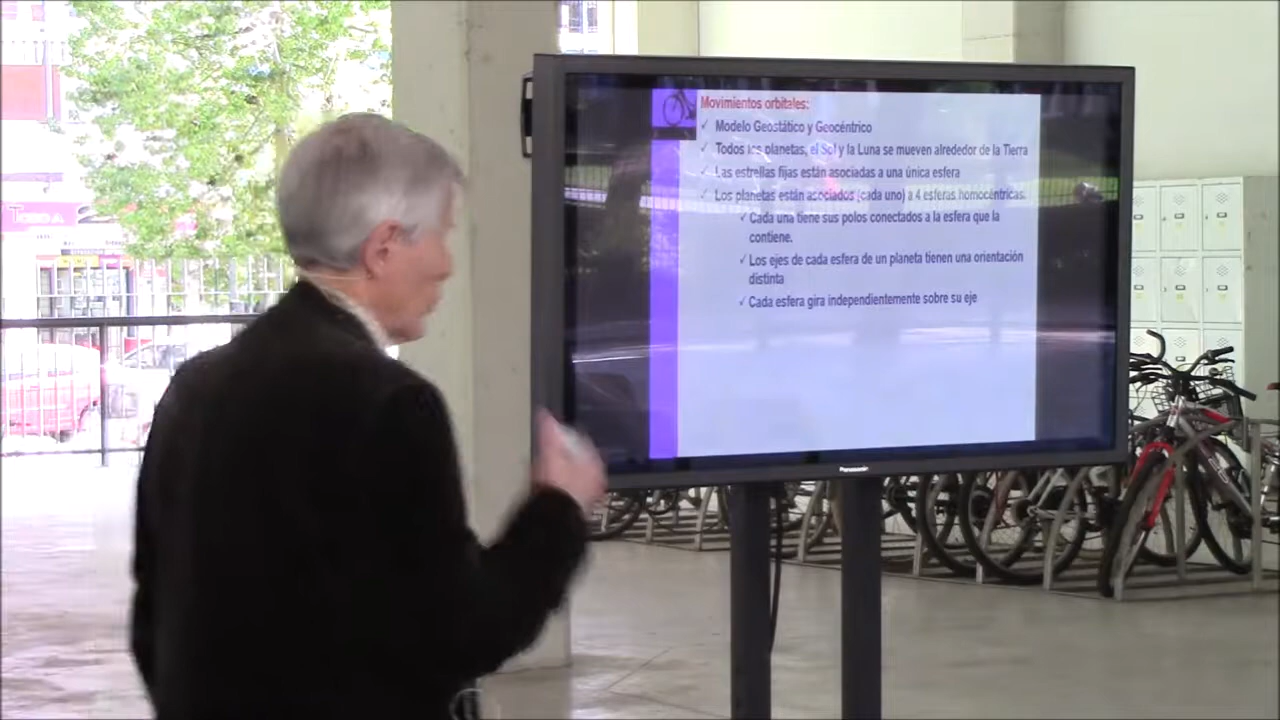 Movimientos orbitales:
✓ Modelo Geostático y Geocéntrico
✓ Todos los planetas, el Sol y la Luna se mueven alrededor de la Tierra
✓ Las estrellas fijas están asociadas a una única esfera
✓ Los planetas están asociados (cada uno) a 4 esferas homocéntricas.
✓ Cada una tiene sus polos conectados a la esfera que la
contiene.
✓ Los ejes de cada esfera de un planeta tienen una orientación
distinta
✓ Cada esfera gira independientemente sobre su eje
Panasonic